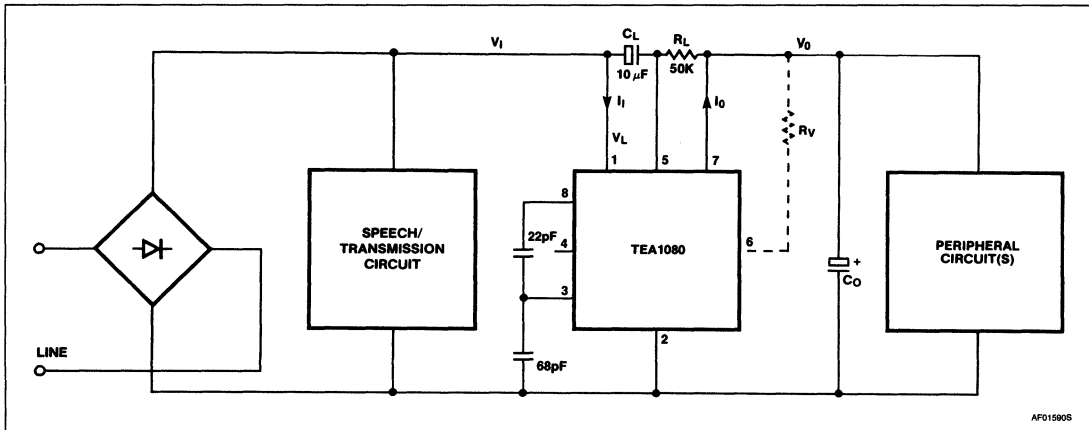 V_I
C_L
10 μF
R_L
50K
V_0
I_I
I_0
V_L
R_V
1
5
7
8
22pF
4
3
68pF
TEA1080
6
2
SPEECH/
TRANSMISSION
CIRCUIT
PERIPHERAL
CIRCUIT(S)
+
C_O
LINE
AF01590S